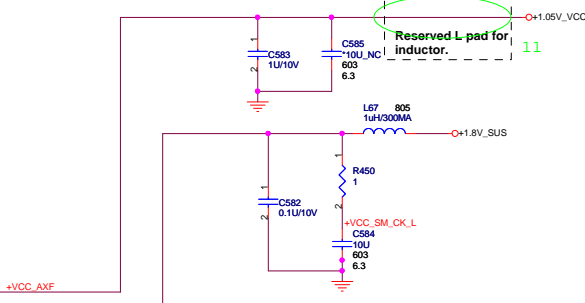 +1.05V_VCC
Reserved L pad for
inductor.
11
1
C583
1U/10V
2
C585
*10U_NC
603
6.3
L67 805
1uH/300MA
+1.8V_SUS
1
R450
1
2
1
C582
0.1U/10V
2
+VCC_SM_CK_L
C584
10U
603
6.3
+VCC_AXF